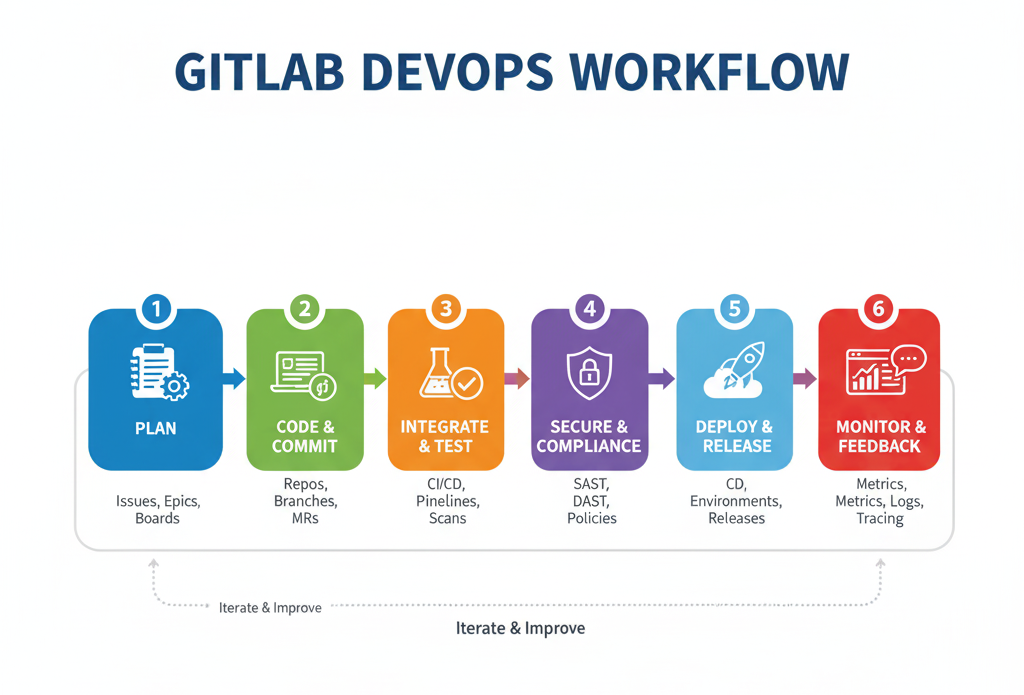 GITLAB DEVOPS WORKFLOW
1
PLAN
Issues, Epics,
Boards
2
CODE &
COMMIT
Repos,
Branches,
MRs
3
INTEGRATE
& TEST
CI/CD,
Pinelines,
Scans
4
SECURE &
COMPLIANCE
SAST,
DAST,
Policies
5
DEPLOY &
RELEASE
CD,
Environments,
Releases
6
MONITOR &
FEEDBACK
Metrics,
Metrics, Logs,
Tracing
Iterate & Improve
Iterate & Improve